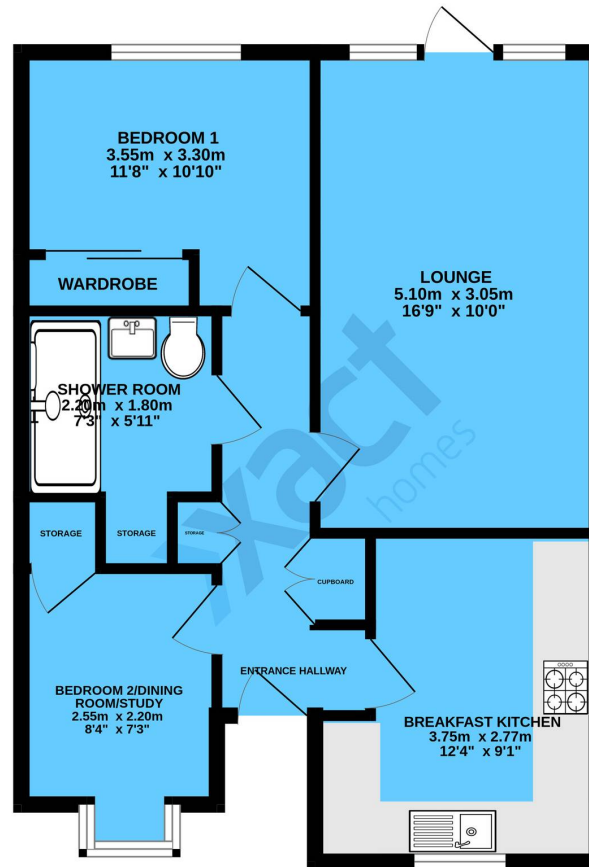 BEDROOM 1
3.55m x 3.30m
11'8" x 10'10"
WARDROBE
LOUNGE
5.10m x 3.05m
16'9" x 10'0"
SHOWER ROOM
2.20m x 1.80m
7'3" x 5'11"
STORAGE
STORAGE
STORAGE
CUPBOARD
ENTRANCE HALLWAY
BEDROOM 2/DINING
ROOM/STUDY
2.55m x 2.20m
8'4" x 7'3"
BREAKFAST KITCHEN
3.75m x 2.77m
12'4" x 9'1"
xact
homes